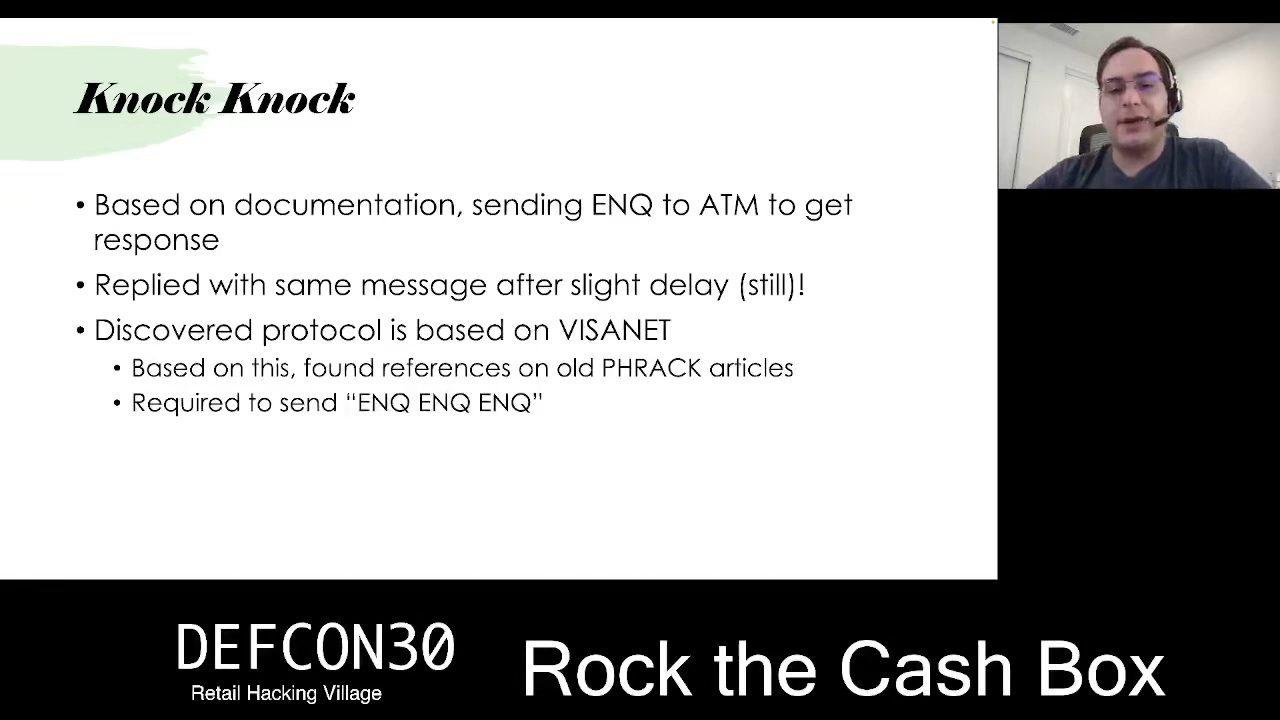 Knock Knock
• Based on documentation, sending ENQ to ATM to get
response
• Replied with same message after slight delay (still)!
• Discovered protocol is based on VISANET
• Based on this, found references on old PHRACK articles
• Required to send “ENQ ENQ ENQ”
DEFCON30
Retail Hacking Village
Rock the Cash Box